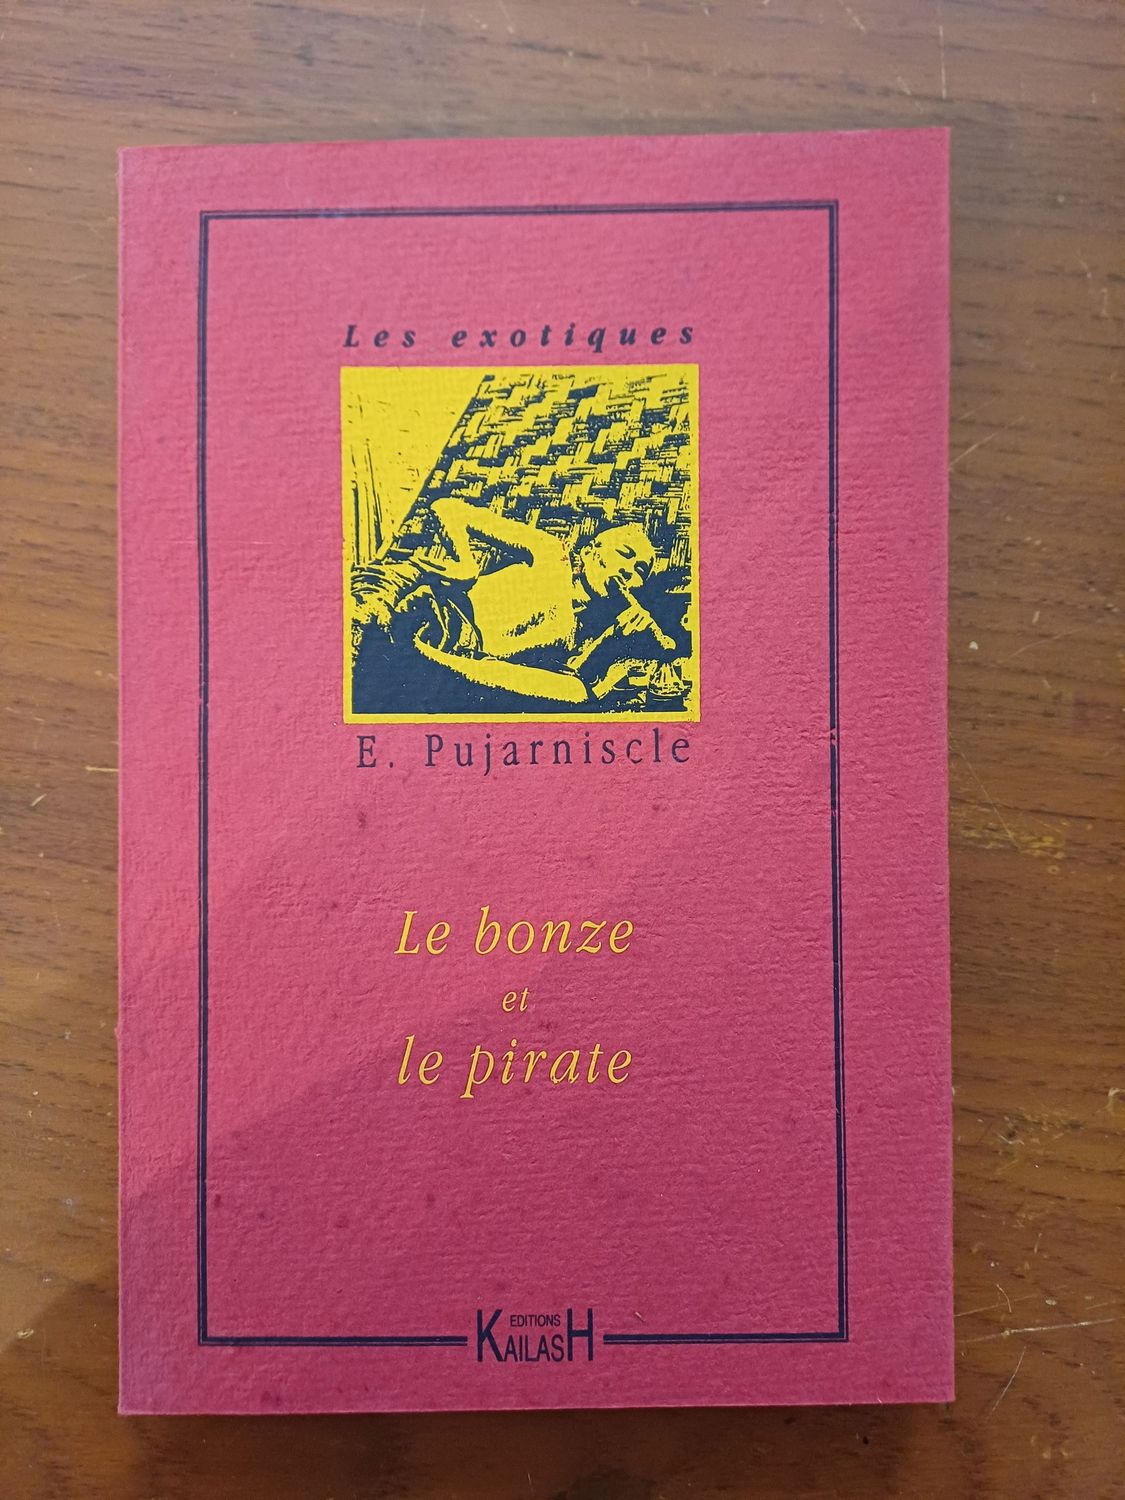 Les exotiques
E. Pujarniscle
Le bonze
et
le pirate
EDITIONS
KAILASH